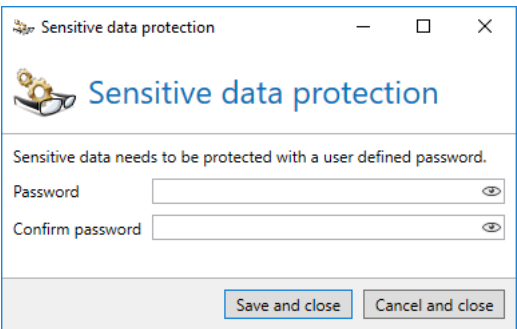 Sensitive data protection
Sensitive data protection
Sensitive data needs to be protected with a user defined password.
Password
Confirm password
Save and close
Cancel and close